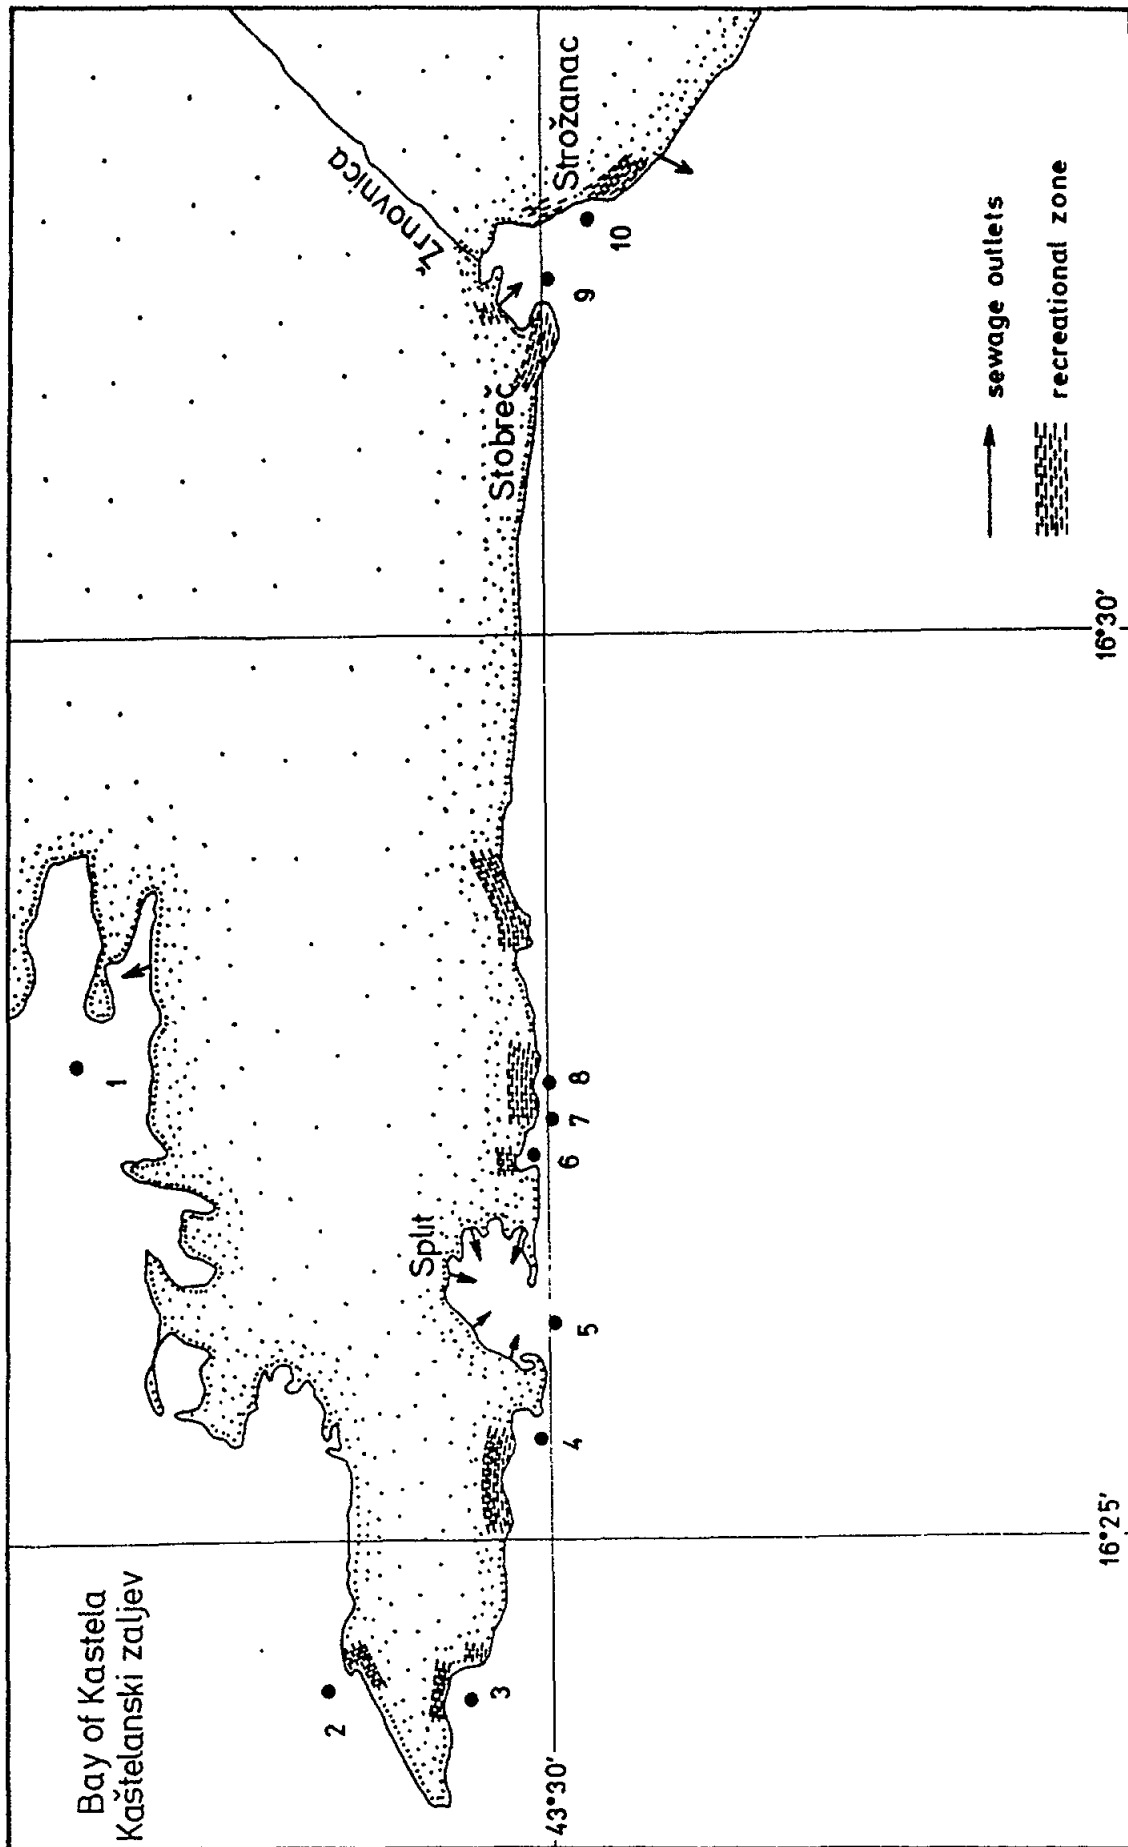 Bay of Kastela
Kaštelanski zaljev
Žrnovnica
Split
Stobreč
Strožanac
1
2
3
4
5
6
7
8
9
10
43°30'
16°25'
16°30'
sewage outlets
recreational zone